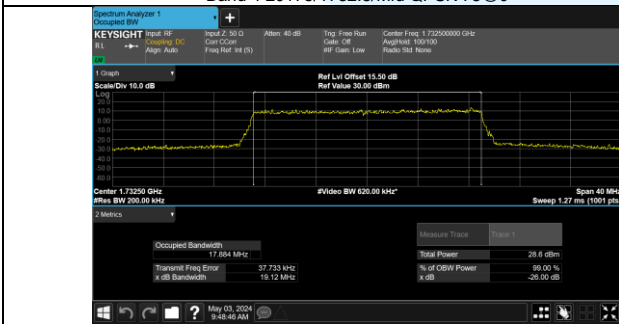 Spectrum Analyzer 1
Occupied BW
+
KEYSIGHT
Input: RF
Input Z: 50 Ω
Atten: 40 dB
Trig: Free Run
Center Freq: 1.732500000 GHz
R L
Coupling: DC
Corr CCorr
Gate: Off
Avg|Hold: 100/100
Align: Auto
Freq Ref: Int (S)
#IF Gain: Low
Radio Std: None
1 Graph
Ref Lvl Offset 15.50 dB
Scale/Div 10.0 dB
Ref Value 30.00 dBm
Log
20.0
10.0
0.00
-10.0
-20.0
-30.0
-40.0
-50.0
-60.0
Center 1.73250 GHz
#Video BW 620.00 kHz*
Span 40 MHz
#Res BW 200.00 kHz
Sweep 1.27 ms (1001 pts
2 Metrics
Measure Trace
Trace 1
Occupied Bandwidth
17.884 MHz
Total Power
28.6 dBm
Transmit Freq Error
37.733 kHz
% of OBW Power
99.00 %
x dB Bandwidth
19.12 MHz
x dB
-26.00 dB
?
May 03, 2024
9:48:46 AM